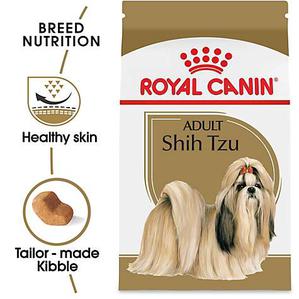 BREED
NUTRITION
Healthy skin
Tailor - made
Kibble
ROYAL CANIN®
ADULT
Shih Tzu